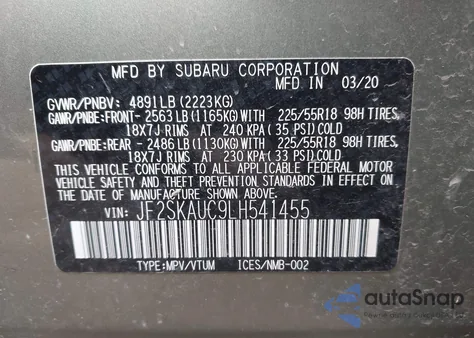 MFD BY SUBARU CORPORATION
MFD IN 03/20
GVWR/PNBV: 4891LB (2223KG)
GAWR/PNBE:FRONT- 2563LB (1165KG)WITH 225/55R18 98H TIRES,
18X7J RIMS AT 240 KPA (35 PSI) COLD
GAWR/PNBE:REAR - 2486LB (1130KG)WITH 225/55R18 98H TIRES,
18X7J RIMS AT 230 KPA (33 PSI) COLD
THIS VEHICLE CONFORMS TO ALL APPLICABLE FEDERAL MOTOR
VEHICLE SAFETY, BUMPER, AND THEFT PREVENTION STANDARDS IN EFFECT
ON THE DATE OF MANUFACTURE SHOWN ABOVE.
VIN: JF2SKAUC9LH541455
TYPE:MPV/VTUM ICES/NMB-002
autoSnap